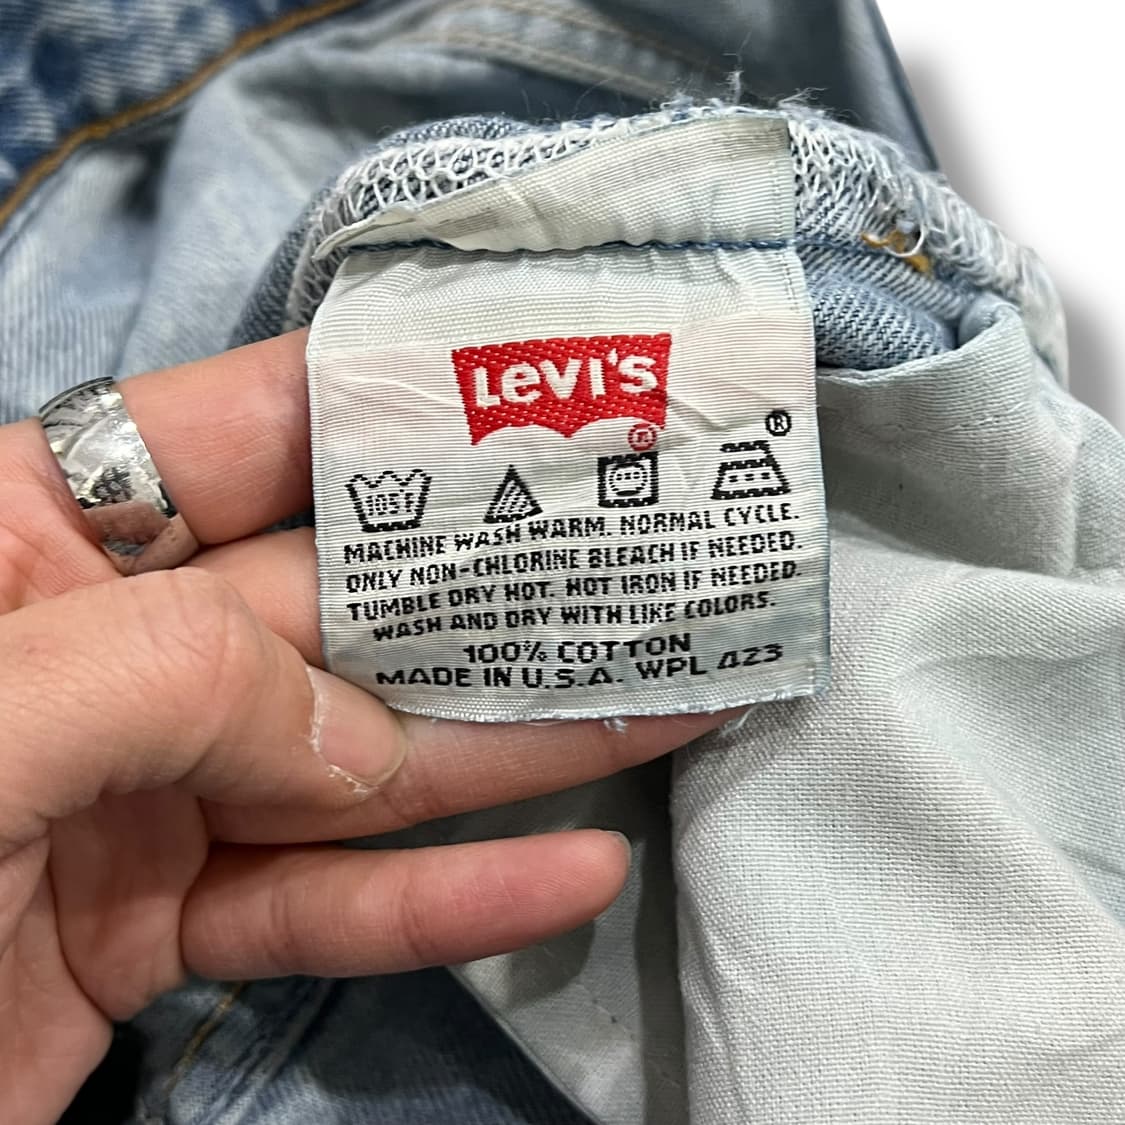 LEVI'S ®
®
105°F
MACHINE WASH WARM. NORMAL CYCLE.
ONLY NON-CHLORINE BLEACH IF NEEDED.
TUMBLE DRY HOT. HOT IRON IF NEEDED.
WASH AND DRY WITH LIKE COLORS.
100% COTTON
MADE IN U.S.A. WPL 423